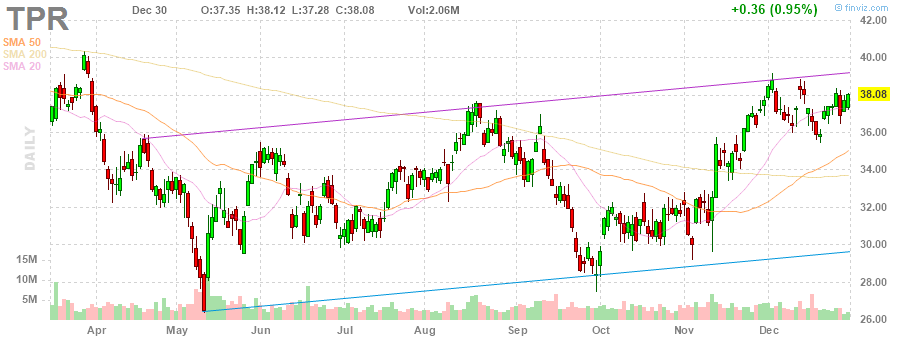 TPR Dec 30 O:37.35 H:38.12 L:37.28 C:38.08 Vol:2.06M +0.36 (0.95%) © finviz.com
SMA 50
SMA 200
SMA 20
DAILY
42.00
40.00
38.08
36.00
34.00
32.00
30.00
28.00
26.00
15M
10M
5M
Apr May Jun Jul Aug Sep Oct Nov Dec